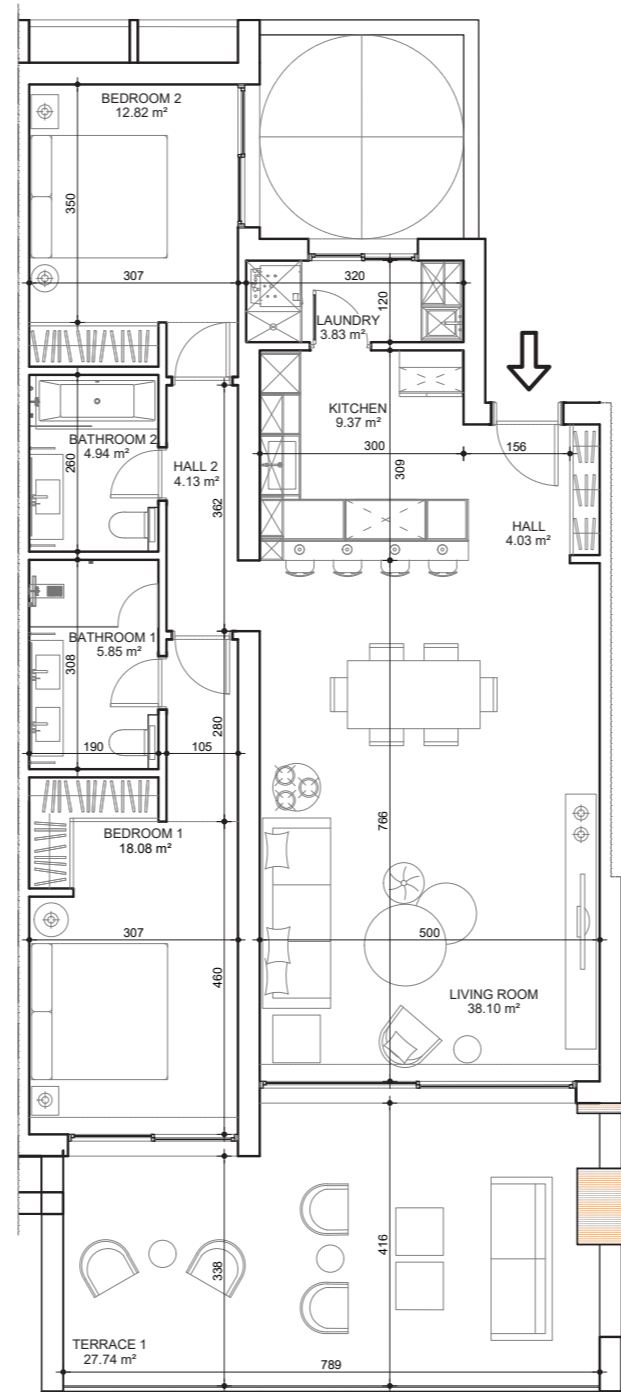 BEDROOM 2
12.82 m²
350
307
320
120
LAUNDRY
3.83 m²
KITCHEN
9.37 m²
300
156
309
BATHROOM 2
4.94 m²
260
HALL 2
4.13 m²
362
HALL
4.03 m²
BATHROOM 1
5.85 m²
308
280
190
105
766
BEDROOM 1
18.08 m²
307
500
460
LIVING ROOM
38.10 m²
416
338
TERRACE 1
27.74 m²
789